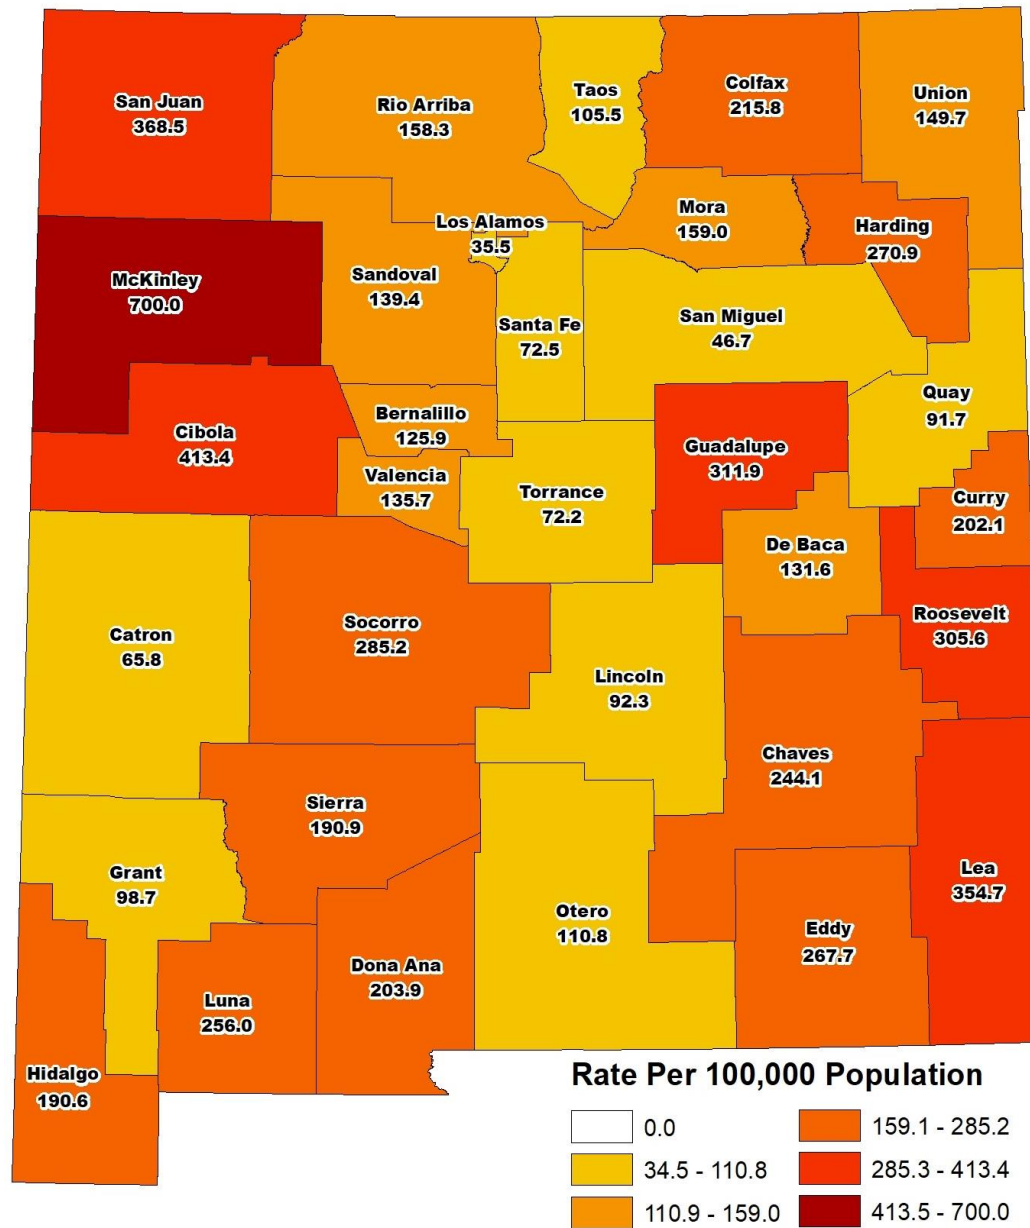 San Juan
368.5
Rio Arriba
158.3
Taos
105.5
Colfax
215.8
Union
149.7
McKinley
700.0
Sandoval
139.4
Los Alamos
35.5
Santa Fe
72.5
Mora
159.0
Harding
270.9
San Miguel
46.7
Quay
91.7
Cibola
413.4
Bernalillo
125.9
Valencia
135.7
Torrance
72.2
Guadalupe
311.9
Curry
202.1
De Baca
131.6
Roosevelt
305.6
Catron
65.8
Socorro
285.2
Lincoln
92.3
Chaves
244.1
Sierra
190.9
Grant
98.7
Otero
110.8
Lea
354.7
Eddy
267.7
Dona Ana
203.9
Luna
256.0
Hidalgo
190.6
Rate Per 100,000 Population
0.0
34.5 - 110.8
110.9 - 159.0
159.1 - 285.2
285.3 - 413.4
413.5 - 700.0